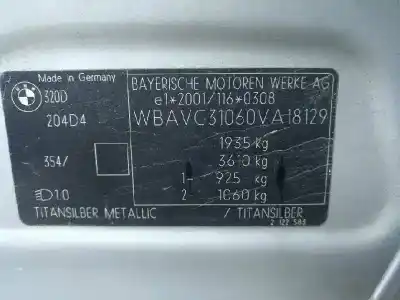 Made in Germany
BAYERISCHE MOTOREN WERKE AG
BMW
320D
e1*2001/116*0308
204D4
WBAVC31060VA18129
1935 kg
354/
3610 kg
1- 925 kg
1.0
2 1060 kg
TITANSILBER METALLIC
/ TITANSILBER